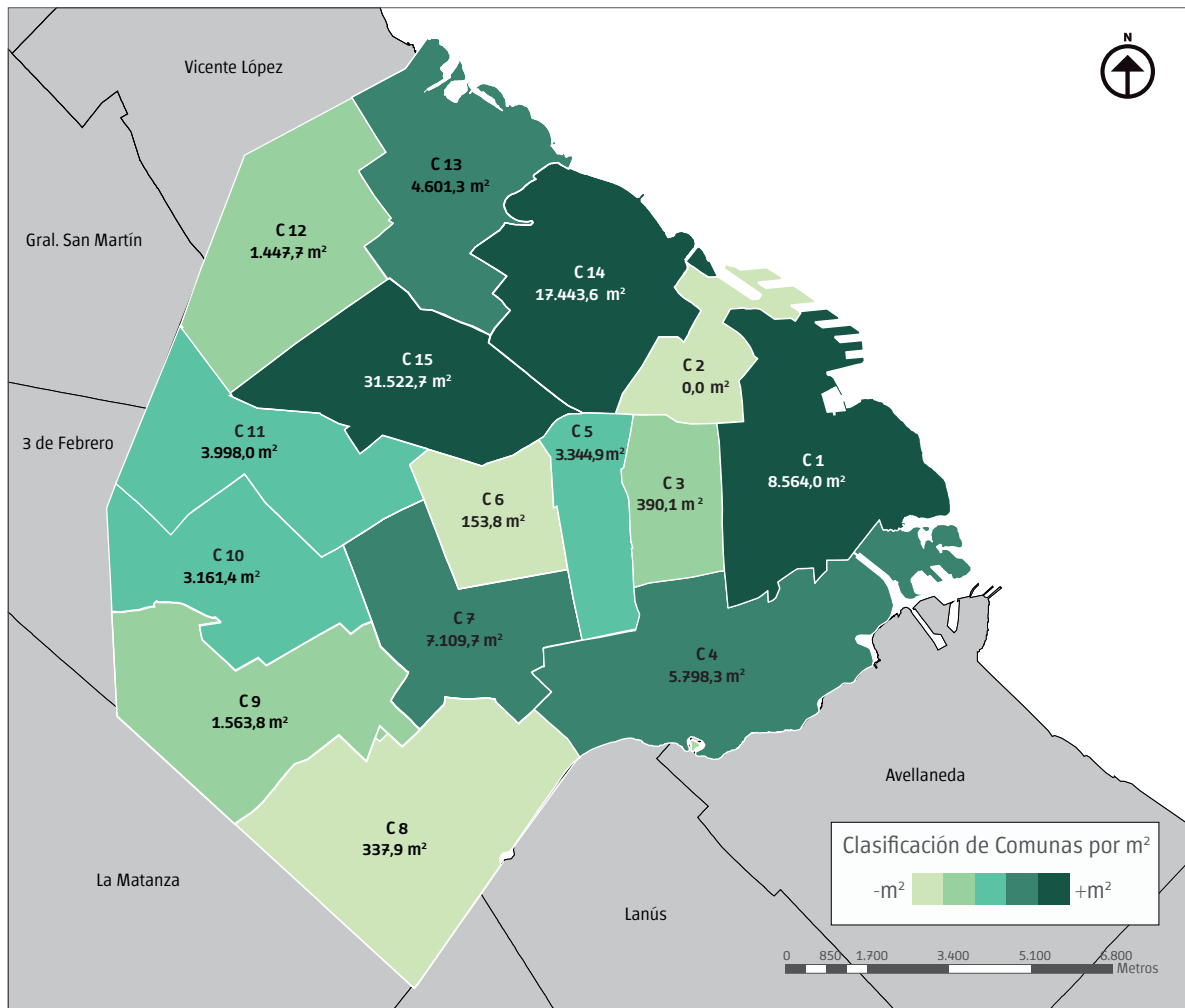 Vicente López
N
C 13
4.601,3 m²
Gral. San Martín
C 12
1.447,7 m²
C 14
17.443,6 m²
C 15
31.522,7 m²
C 2
0,0 m²
3 de Febrero
C 11
3.998,0 m²
C 5
3.344,9 m²
C 1
8.564,0 m²
C 3
390,1 m²
C 6
153,8 m²
C 10
3.161,4 m²
C 7
7.109,7 m²
C 4
5.798,3 m²
C 9
1.563,8 m²
Avellaneda
C 8
337,9 m²
La Matanza
Lanús
Clasificación de Comunas por m²
-m² +m²
0 850 1.700 3.400 5.100 6.800
Metros